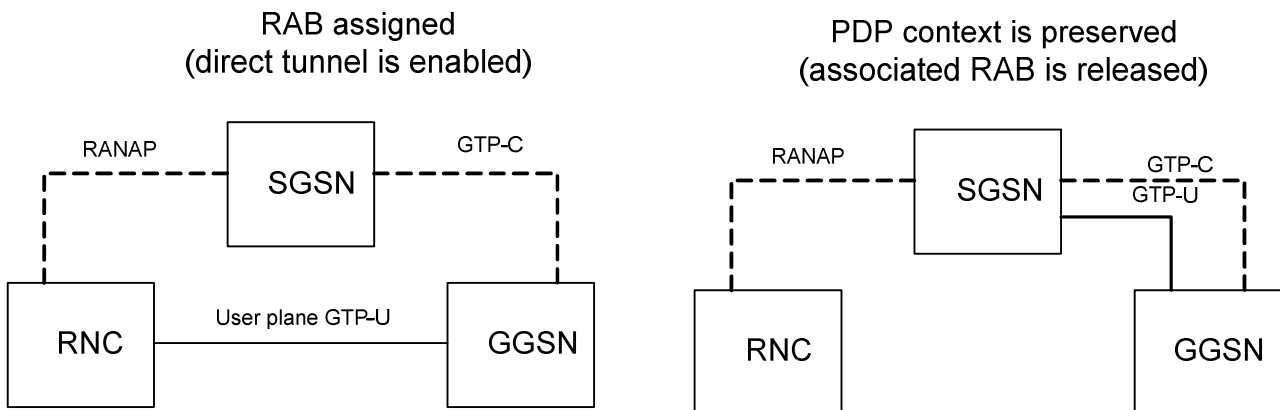 RAB assigned
(direct tunnel is enabled)
RANAP
GTP-C
SGSN
RNC
User plane GTP-U
GGSN
PDP context is preserved
(associated RAB is released)
RANAP
SGSN
GTP-C
GTP-U
RNC
GGSN